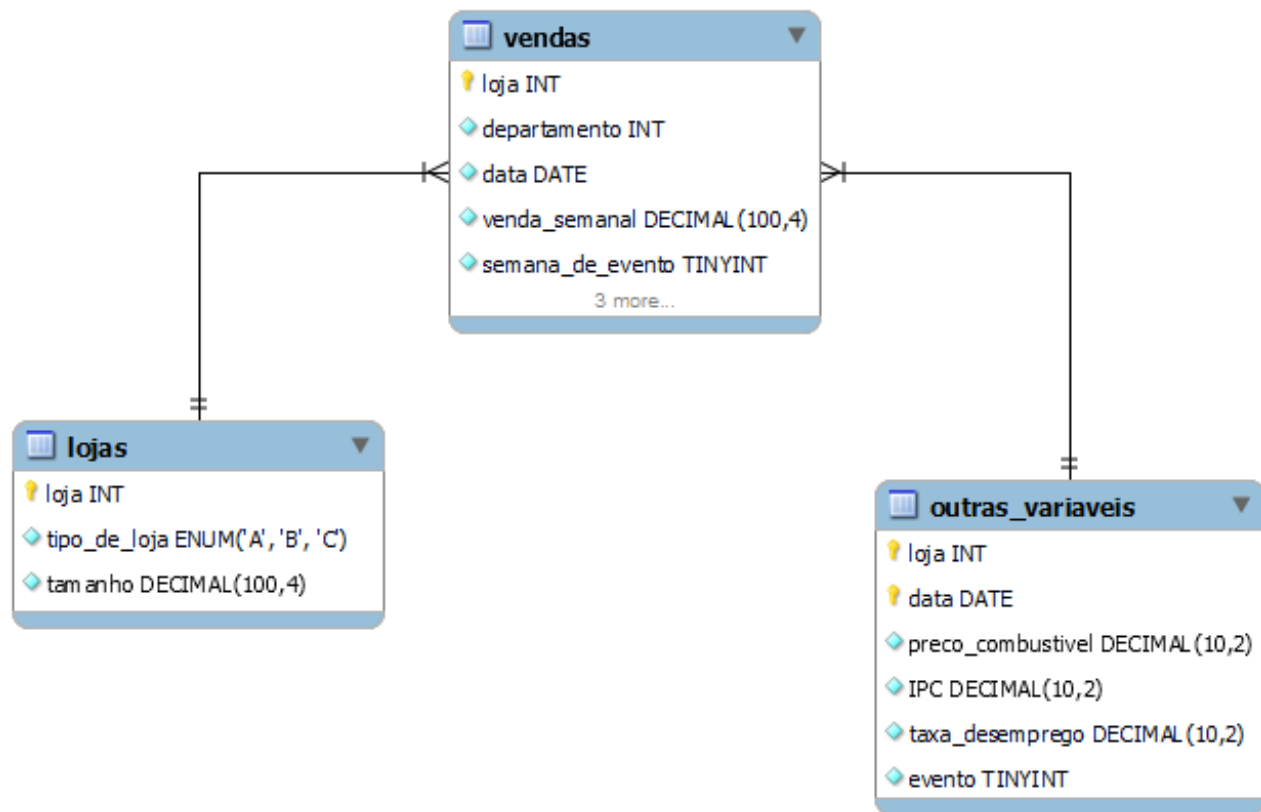 vendas
loja INT
departamento INT
data DATE
venda_semanal DECIMAL(100,4)
semana_de_evento TINYINT
3 more...
lojas
loja INT
tipo_de_loja ENUM('A', 'B', 'C')
tamanho DECIMAL(100,4)
outras_variaveis
loja INT
data DATE
preco_combustivel DECIMAL(10,2)
IPC DECIMAL(10,2)
taxa_desemprego DECIMAL(10,2)
evento TINYINT